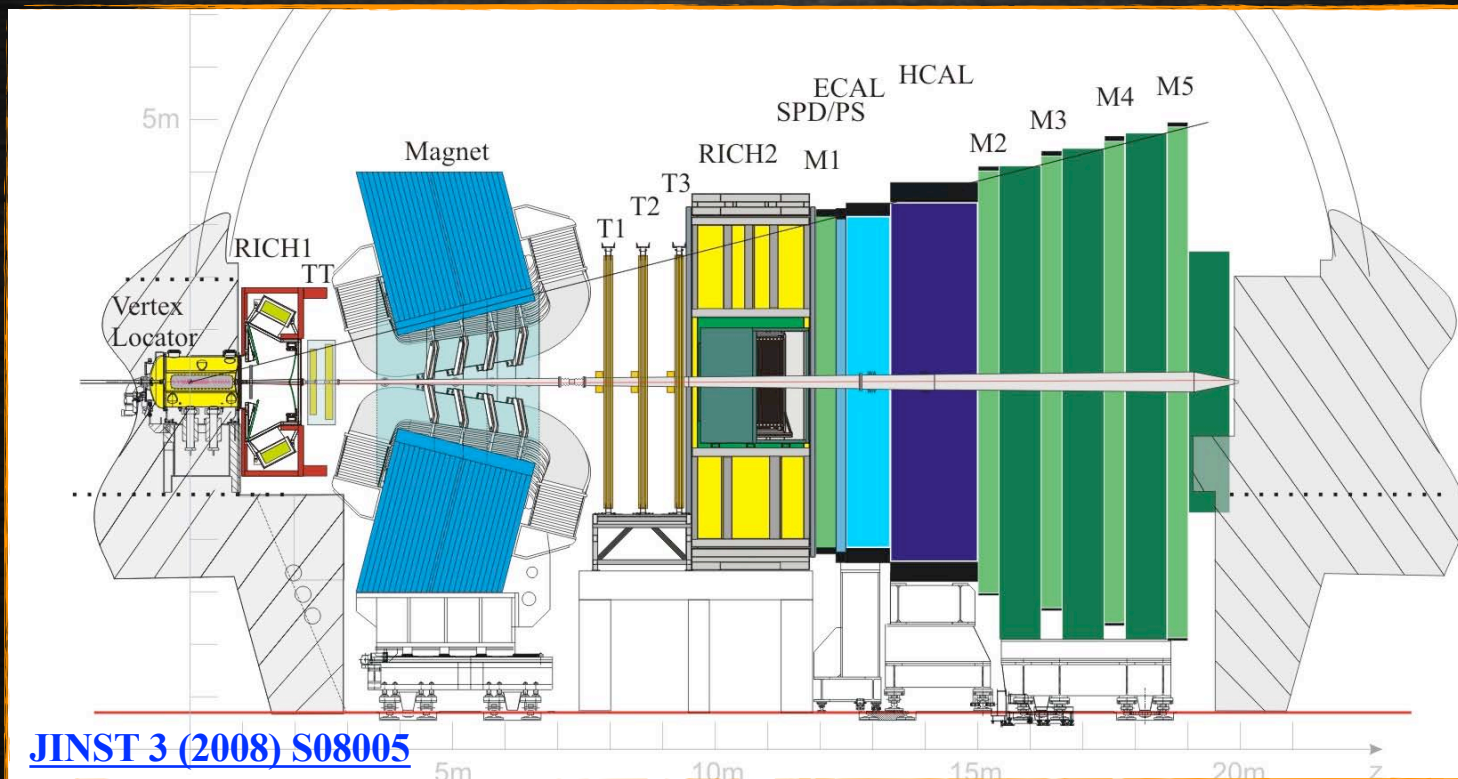 5m
ECAL
HCAL
SPD/PS
M5
M4
M3
M2
M1
RICH2
Magnet
T3
T2
T1
RICH1
TT
Vertex
Locator
JINST 3 (2008) S08005
5m
10m
15m
20m
z